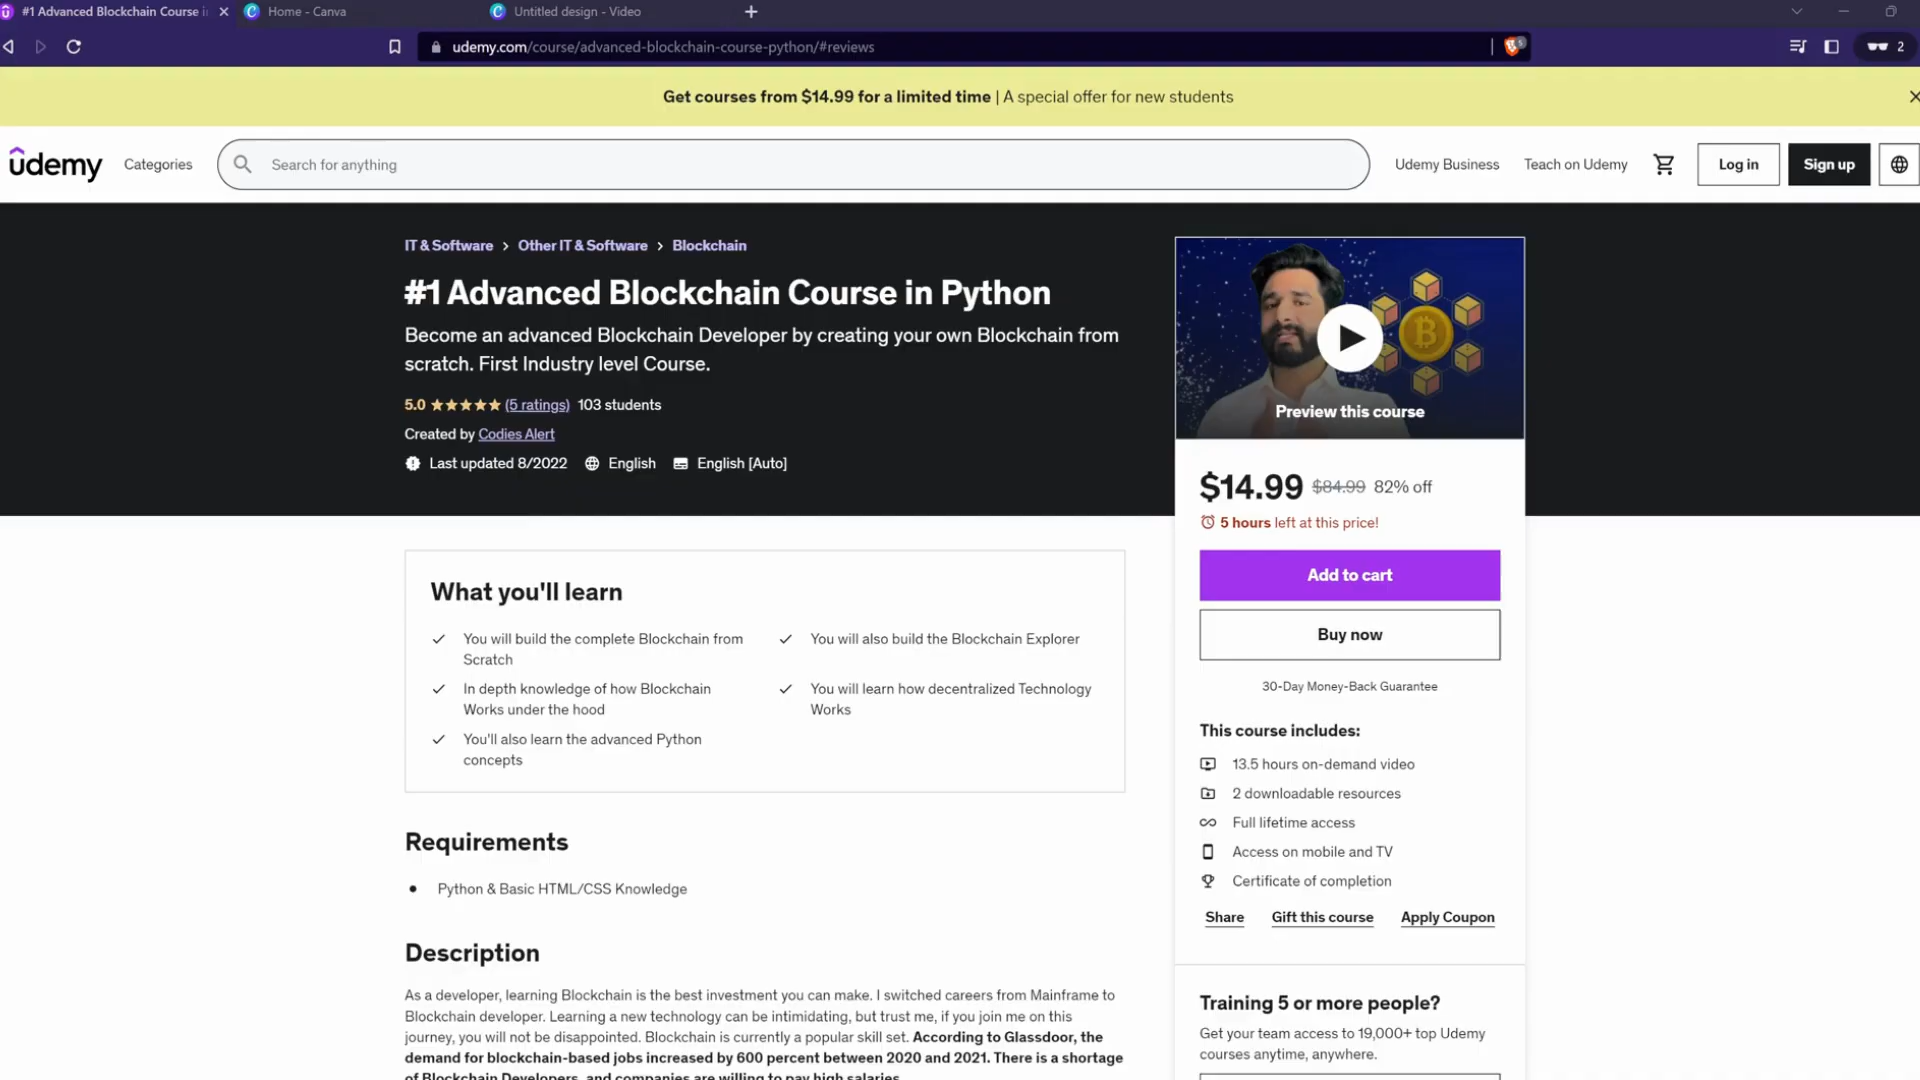 #1 Advanced Blockchain Course i
Home - Canva
Untitled design - Video
udemy.com/course/advanced-blockchain-course-python/#reviews
5
2
Get courses from $14.99 for a limited time | A special offer for new students
udemy
Categories
Search for anything
Udemy Business
Teach on Udemy
Log in
Sign up
IT & Software > Other IT & Software > Blockchain
#1 Advanced Blockchain Course in Python
Become an advanced Blockchain Developer by creating your own Blockchain from
scratch. First Industry level Course.
5.0 ★★★★★ (5 ratings) 103 students
Created by Codies Alert
Last updated 8/2022 English English [Auto]
Preview this course
$14.99 $84.99 82% off
5 hours left at this price!
Add to cart
Buy now
30-Day Money-Back Guarantee
This course includes:
13.5 hours on-demand video
2 downloadable resources
Full lifetime access
Access on mobile and TV
Certificate of completion
Share Gift this course Apply Coupon
Training 5 or more people?
Get your team access to 19,000+ top Udemy
courses anytime, anywhere.
What you'll learn
You will build the complete Blockchain from
Scratch
You will also build the Blockchain Explorer
In depth knowledge of how Blockchain
Works under the hood
You will learn how decentralized Technology
Works
You'll also learn the advanced Python
concepts
Requirements
Python & Basic HTML/CSS Knowledge
Description
As a developer, learning Blockchain is the best investment you can make. I switched careers from Mainframe to
Blockchain developer. Learning a new technology can be intimidating, but trust me, if you join me on this
journey, you will not be disappointed. Blockchain is currently a popular skill set. According to Glassdoor, the
demand for blockchain-based jobs increased by 600 percent between 2020 and 2021. There is a shortage
of Blockchain Developers, and companies are willing to pay high salaries.